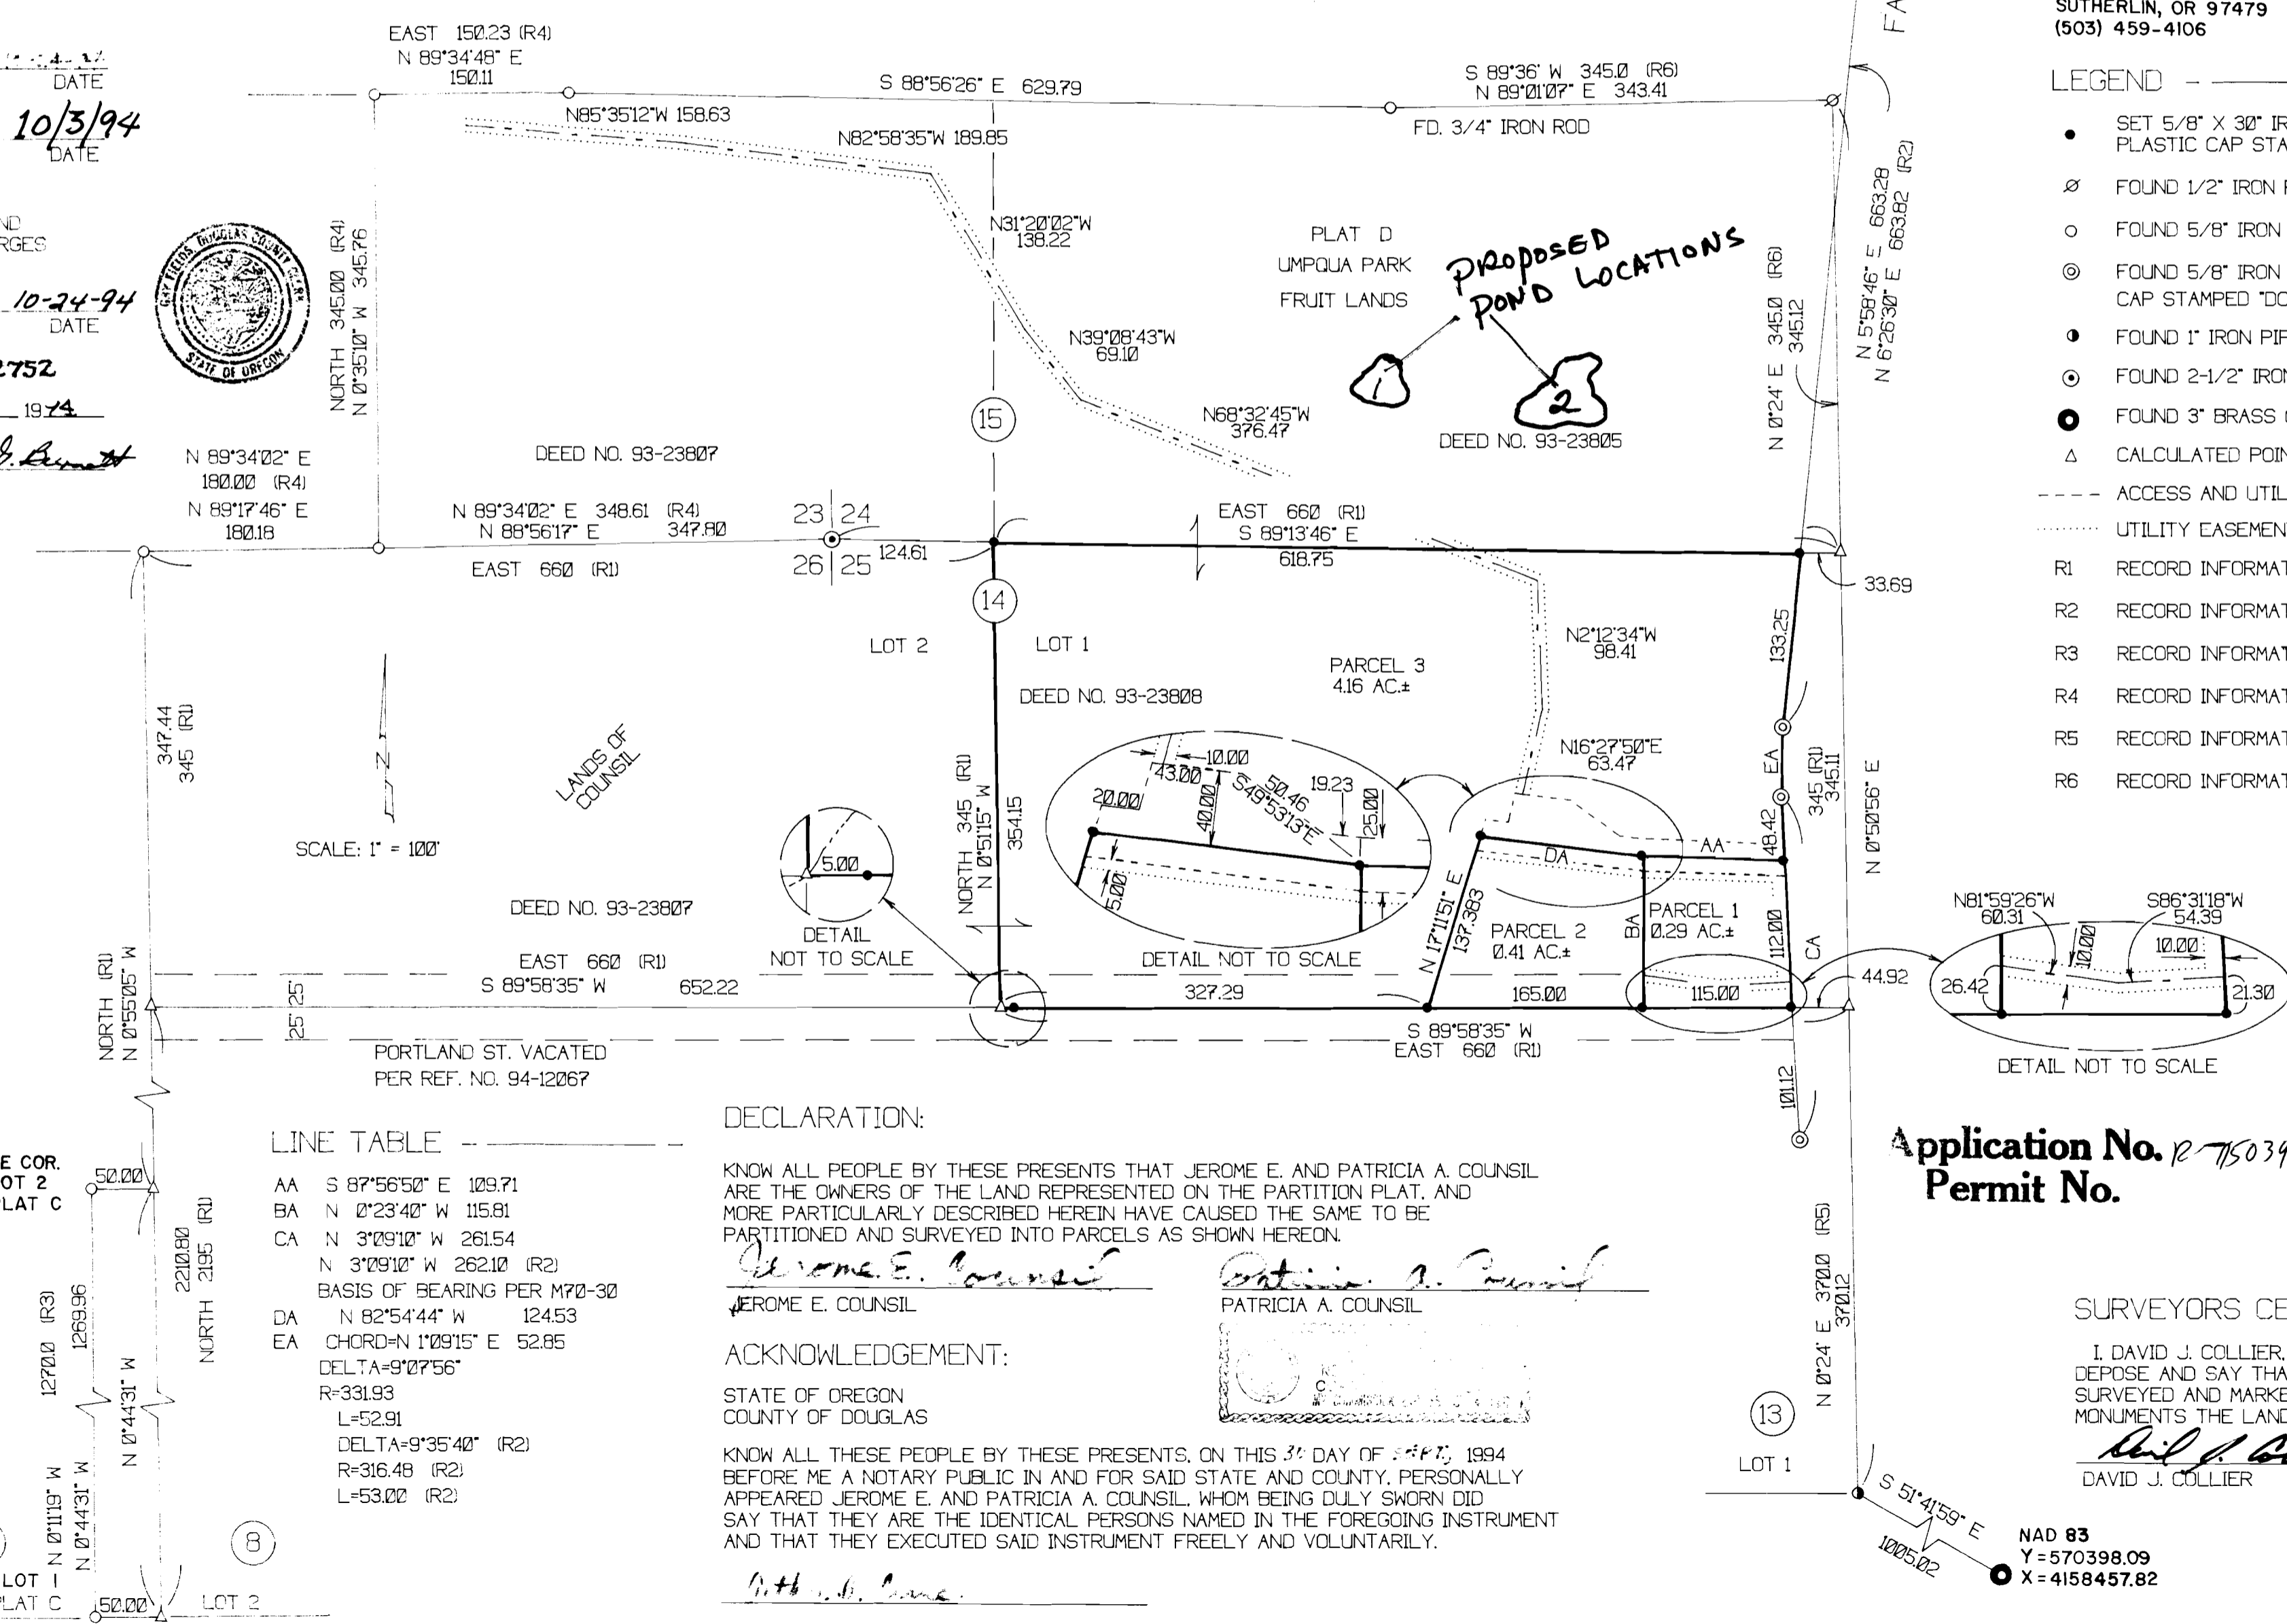 EAST 150.23 (R4)
N 89°34'48" E
150.11
S 88°56'26" E 629.79
S 89°36' W 345.0 (R6)
N 89°01'07" E 343.41
FD. 3/4" IRON ROD
N85°35'12"W 158.63
N82°58'35"W 189.85
N31°20'02"W
138.22
N39°08'43"W
69.10
N68°32'45"W
376.47
DATE
10/3/94
DATE
ND
RGES
10-24-94
DATE
2752
19
DOUGLAS COUNTY CLERK
STATE OF OREGON
NORTH 345.00 (R4)
N 0°35'10" W 345.76
PLAT D
UMPQUA PARK
FRUIT LANDS
PROPOSED
POND LOCATIONS
1
2
DEED NO. 93-23805
DEED NO. 93-23807
15
N 0°24' E 345.0 (R6)
345.12
N 5°58'46" E 663.28
N 6°26'30" E 663.82 (R2)
FA
SUTHERLIN, OR 97479
(503) 459-4106
LEGEND
SET 5/8" X 30" IR
PLASTIC CAP STA
FOUND 1/2" IRON
FOUND 5/8" IRON
FOUND 5/8" IRON
CAP STAMPED "DO
FOUND 1" IRON PIP
FOUND 2-1/2" IRON
FOUND 3" BRASS
CALCULATED POIN
ACCESS AND UTIL
UTILITY EASEMEN
R1 RECORD INFORMAT
R2 RECORD INFORMAT
R3 RECORD INFORMAT
R4 RECORD INFORMAT
R5 RECORD INFORMAT
R6 RECORD INFORMAT
N 89°34'02" E
180.00 (R4)
N 89°17'46" E
180.18
N 89°34'02" E 348.61 (R4)
N 88°56'17" E 347.80
EAST 660 (R1)
23 24
26 25
124.61
EAST 660 (R1)
S 89°13'46" E
618.75
33.69
14
LOT 2
LOT 1
PARCEL 3
4.16 AC.±
DEED NO. 93-23808
N2°12'34"W
98.41
N16°27'50"E
63.47
133.25
EA
48.42
345 (R1)
345.11
N 0°50'56" E
347.44
345 (R1)
N
SCALE: 1" = 100'
LANDS OF
COUNSIL
DEED NO. 93-23807
NORTH 345 (R1)
N 0°51'15" W
354.15
5.00
DETAIL
NOT TO SCALE
10.00
43.00
20.00
40.00
50.46
S49°53'13"E
19.23
25.00
5.00
DETAIL NOT TO SCALE
DA
AA
N 17°11'51" E
137.383
PARCEL 2
0.41 AC.±
BA
PARCEL 1
0.29 AC.±
112.00
CA
44.92
N81°59'26"W
60.31
S86°31'18"W
54.39
10.00
10.00
26.42
21.30
DETAIL NOT TO SCALE
EAST 660 (R1)
S 89°58'35" W 652.22
327.29
165.00
115.00
S 89°58'35" W
EAST 660 (R1)
NORTH (R1)
N 0°55'05" W
25' 25'
PORTLAND ST. VACATED
PER REF. NO. 94-12067
101.12
E COR.
OT 2
LAT C
50.00
LINE TABLE
AA S 87°56'50" E 109.71
BA N 0°23'40" W 115.81
CA N 3°09'10" W 261.54
N 3°09'10" W 262.10 (R2)
BASIS OF BEARING PER M70-30
DA N 82°54'44" W 124.53
EA CHORD=N 1°09'15" E 52.85
DELTA=9°07'56"
R=331.93
L=52.91
DELTA=9°35'40" (R2)
R=316.48 (R2)
L=53.00 (R2)
1270.0 (R3)
1269.96
N 0°44'31" W
2210.80
NORTH 2195 (R1)
N 0°11'19" W
N 0°44'31" W
8
LOT 1
LAT C
50.00
LOT 2
DECLARATION:
KNOW ALL PEOPLE BY THESE PRESENTS THAT JEROME E. AND PATRICIA A. COUNSIL
ARE THE OWNERS OF THE LAND REPRESENTED ON THE PARTITION PLAT, AND
MORE PARTICULARLY DESCRIBED HEREIN HAVE CAUSED THE SAME TO BE
PARTITIONED AND SURVEYED INTO PARCELS AS SHOWN HEREON.
Jerome E. Counsil
JEROME E. COUNSIL
Patricia A. Counsil
PATRICIA A. COUNSIL
ACKNOWLEDGEMENT:
STATE OF OREGON
COUNTY OF DOUGLAS
KNOW ALL THESE PEOPLE BY THESE PRESENTS, ON THIS DAY OF SEPT, 1994
BEFORE ME A NOTARY PUBLIC IN AND FOR SAID STATE AND COUNTY, PERSONALLY
APPEARED JEROME E. AND PATRICIA A. COUNSIL, WHOM BEING DULY SWORN DID
SAY THAT THEY ARE THE IDENTICAL PERSONS NAMED IN THE FOREGOING INSTRUMENT
AND THAT THEY EXECUTED SAID INSTRUMENT FREELY AND VOLUNTARILY.
Application No. R-75039
Permit No.
N 0°24' E 370.0 (R5)
370.12
13
LOT 1
SURVEYORS CE
I, DAVID J. COLLIER,
DEPOSE AND SAY THA
SURVEYED AND MARKE
MONUMENTS THE LAND
DAVID J. COLLIER
S 51°41'59" E
1005.02
NAD 83
Y=570398.09
X=4158457.82